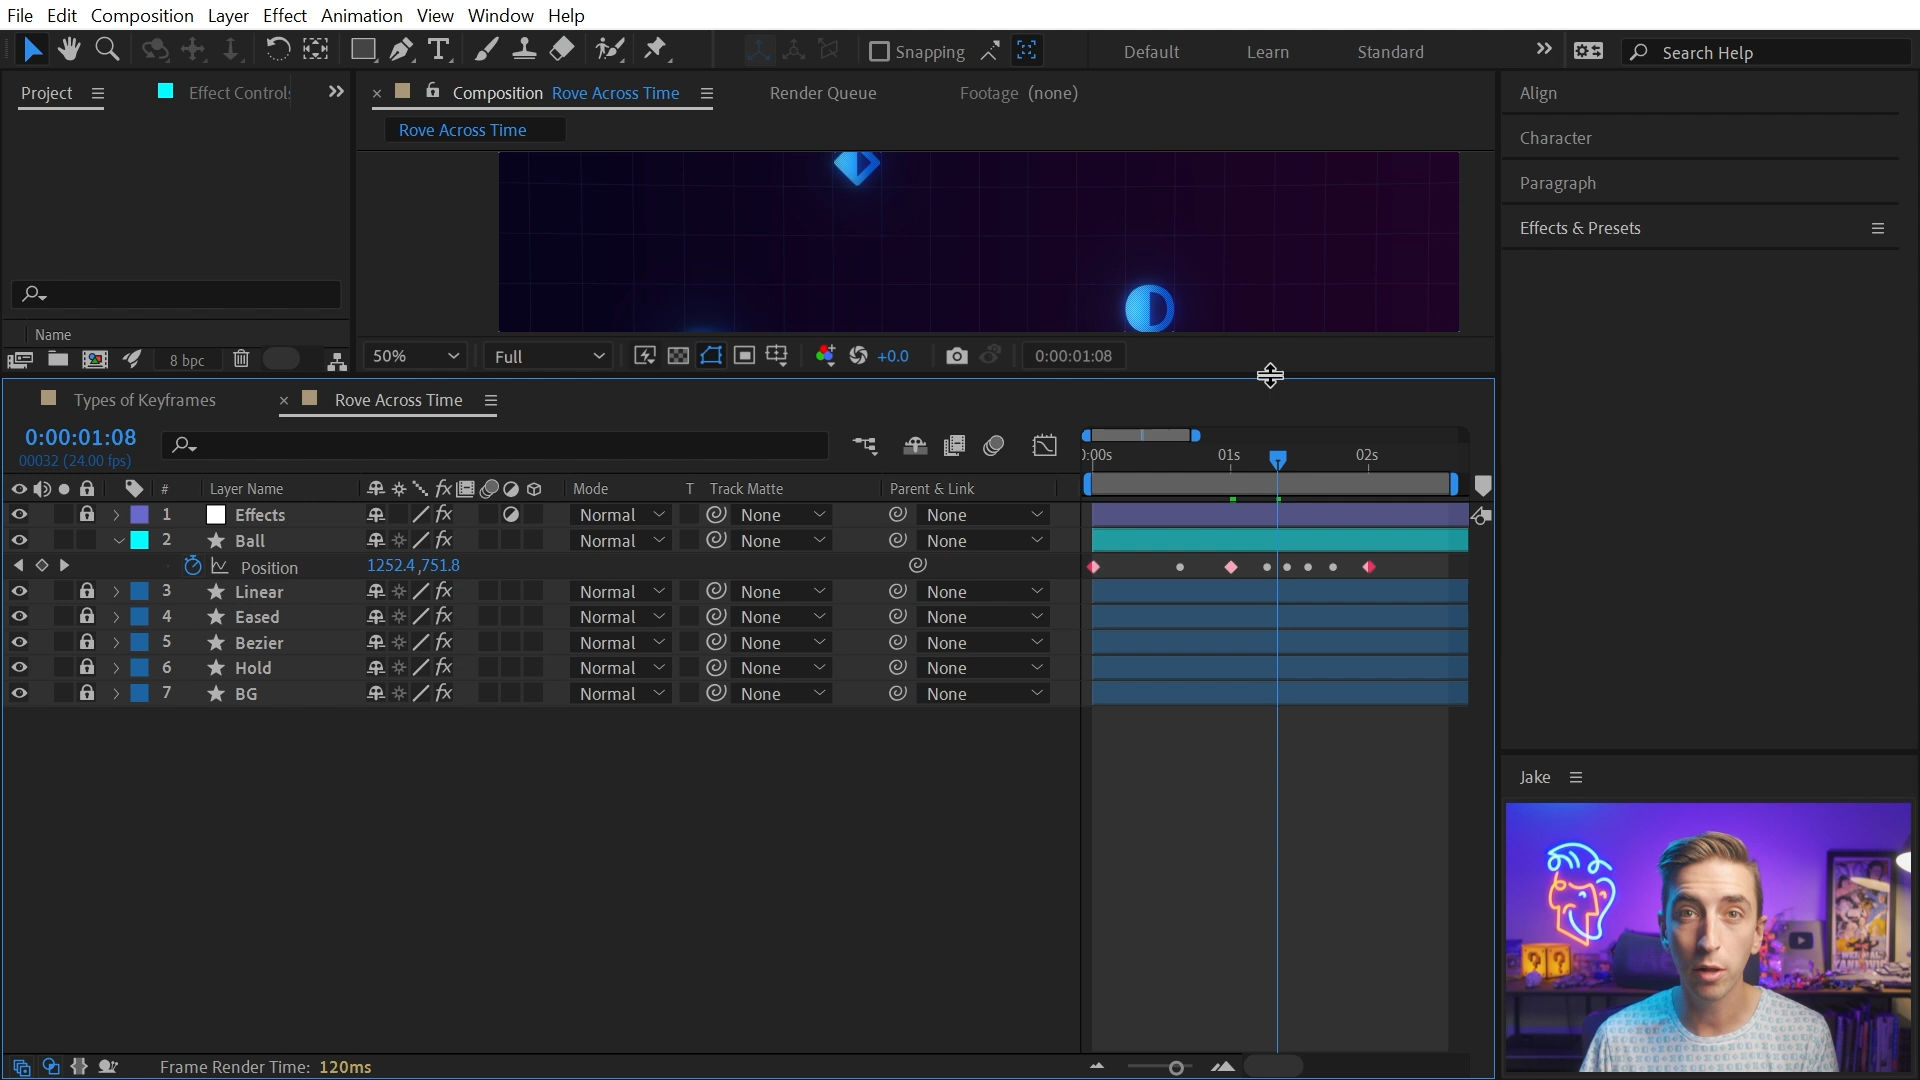 File Edit Composition Layer Effect Animation View Window Help
Snapping
Default Learn Standard
Search Help
Project
Effect Controls
Composition Rove Across Time
Render Queue
Footage (none)
Rove Across Time
Align
Character
Paragraph
Effects & Presets
Name
8 bpc
50%
Full
+0.0
0:00:01:08
Types of Keyframes
Rove Across Time
0:00:01:08
00032 (24.00 fps)
0:00s 01s 02s
# Layer Name Mode T Track Matte Parent & Link
1 Effects Normal None None
2 Ball Normal None None
Position 1252.4,751.8
3 Linear Normal None None
4 Eased Normal None None
5 Bezier Normal None None
6 Hold Normal None None
7 BG Normal None None
Jake
Frame Render Time: 120ms